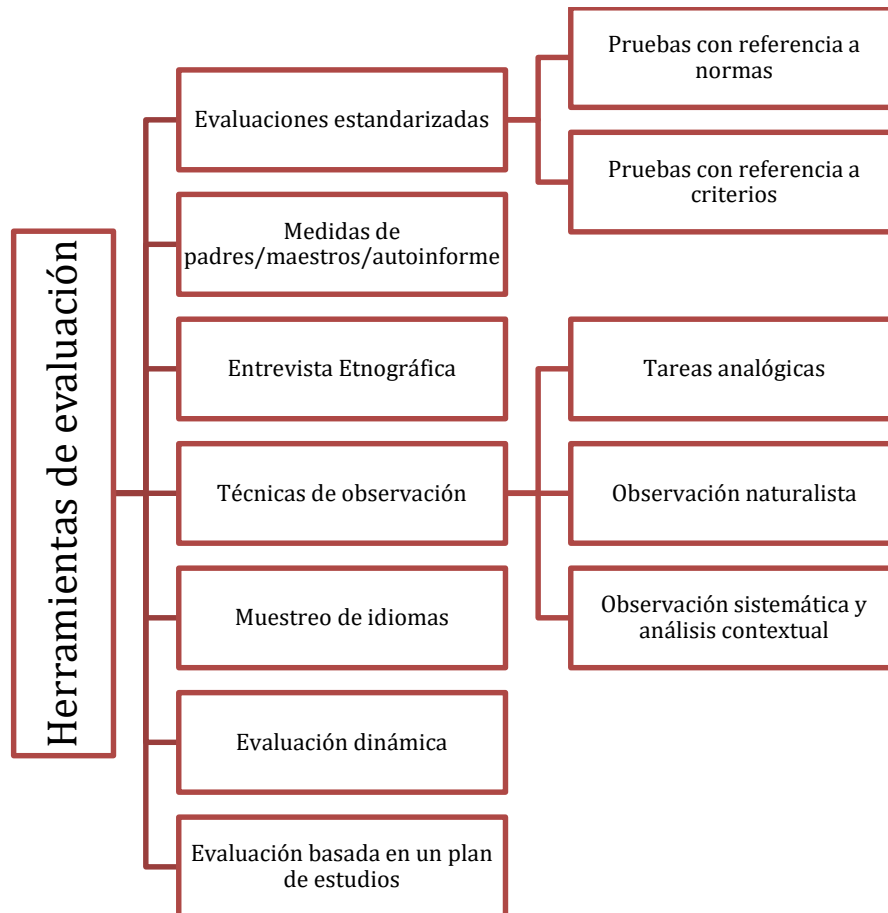 Herramientas de evaluación
Evaluaciones estandarizadas
Pruebas con referencia a
normas
Pruebas con referencia a
criterios
Medidas de
padres/maestros/autoinforme
Entrevista Etnográfica
Técnicas de observación
Tareas analógicas
Observación naturalista
Observación sistemática y
análisis contextual
Muestreo de idiomas
Evaluación dinámica
Evaluación basada en un plan
de estudios